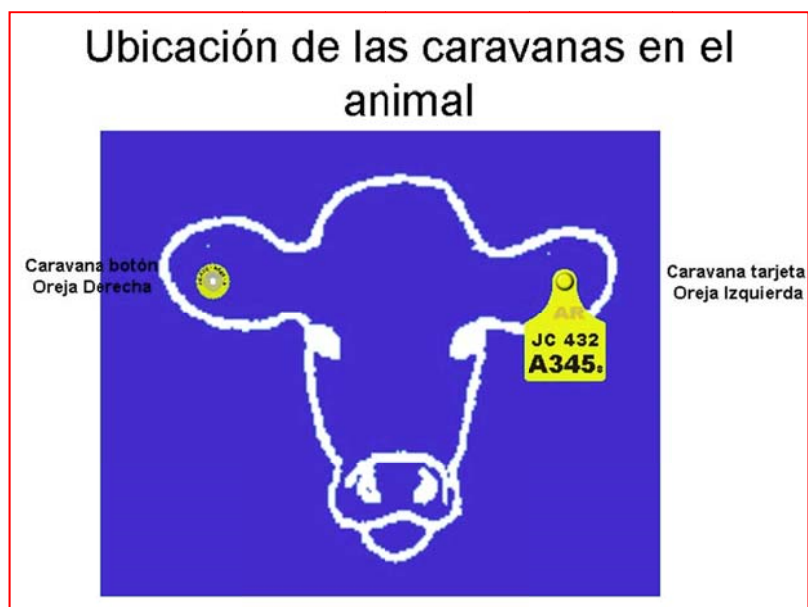 Ubicación de las caravanas en el
animal
Caravana botón
Oreja Derecha
Caravana tarjeta
Oreja Izquierda
AR
JC 432
A345